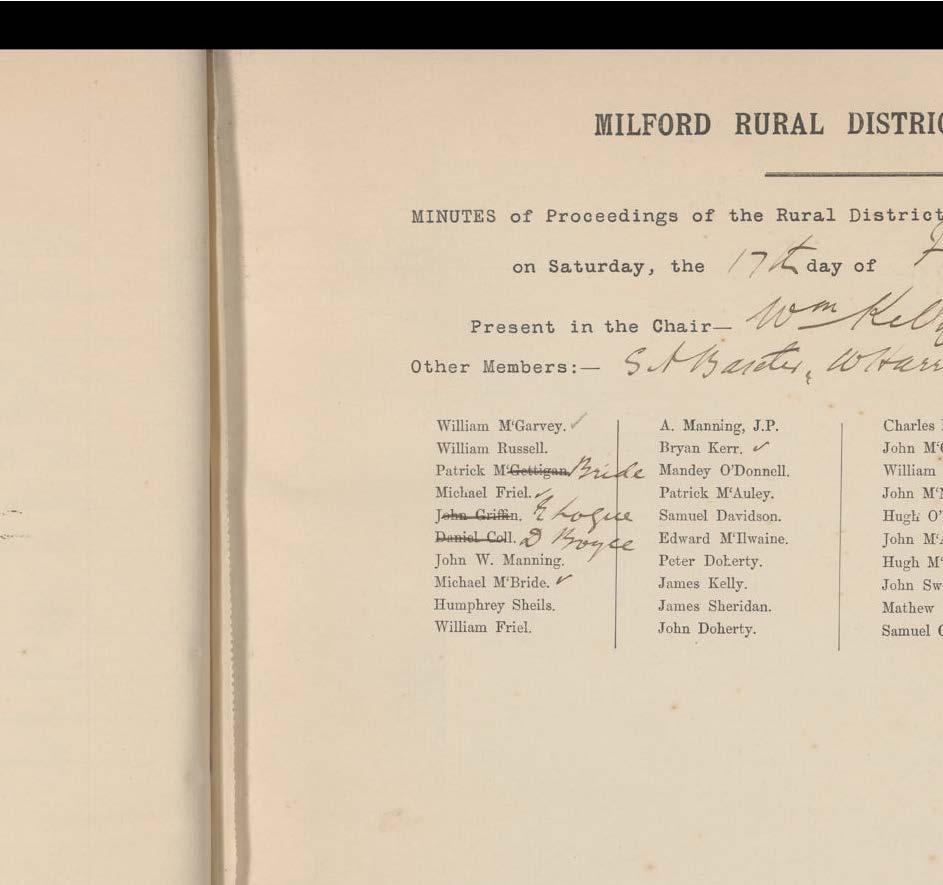 MILFORD RURAL DISTRIC
MINUTES of Proceedings of the Rural District
on Saturday, the 17th day of F
Present in the Chair— Wm Kelly
Other Members:— S A Baxter, W Harr
William M‘Garvey. ✓
William Russell.
Patrick M‘Gettigan. Bride
Michael Friel. ✓
John Griffin. E Logue
Daniel Coll. D Boyce
John W. Manning.
Michael M‘Bride. ✓
Humphrey Sheils.
William Friel.
A. Manning, J.P.
Bryan Kerr. ✓
Mandey O'Donnell.
Patrick M‘Auley.
Samuel Davidson.
Edward M‘Ilwaine.
Peter Doherty.
James Kelly.
James Sheridan.
John Doherty.
Charles
John M‘
William
John M‘
Hugh O'
John M‘A
Hugh M‘
John Sw
Mathew
Samuel